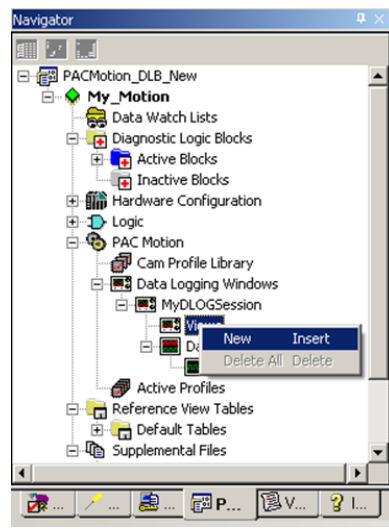 Navigator
PACMotion_DLB_New
My_Motion
Data Watch Lists
Diagnostic Logic Blocks
Active Blocks
Inactive Blocks
Hardware Configuration
Logic
PAC Motion
Cam Profile Library
Data Logging Windows
MyDLOGSession
Views
New Insert
Delete All Delete
Active Profiles
Reference View Tables
Default Tables
Supplemental Files
... ... ... P... V... I...